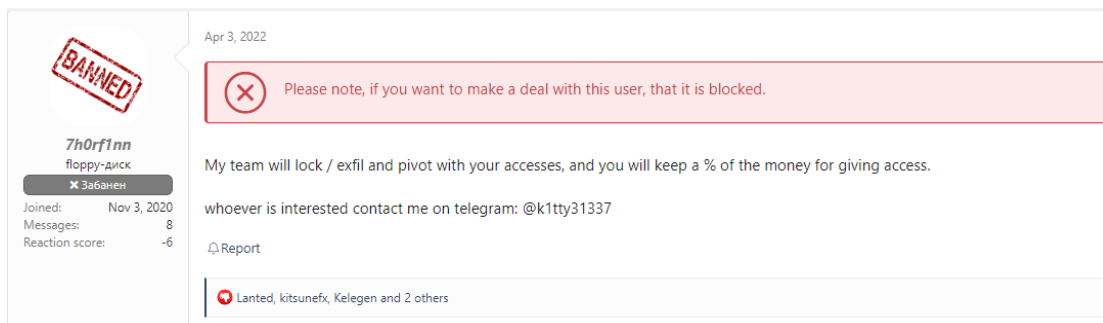 Apr 3, 2022
BANNED
Please note, if you want to make a deal with this user, that it is blocked.
7h0rf1nn
floppy-диск
Забанен
Joined: Nov 3, 2020
Messages: 8
Reaction score: -6
My team will lock / exfil and pivot with your accesses, and you will keep a % of the money for giving access.
whoever is interested contact me on telegram: @k1tty31337
Report
Lanted, kitsunefx, Kelegen and 2 others